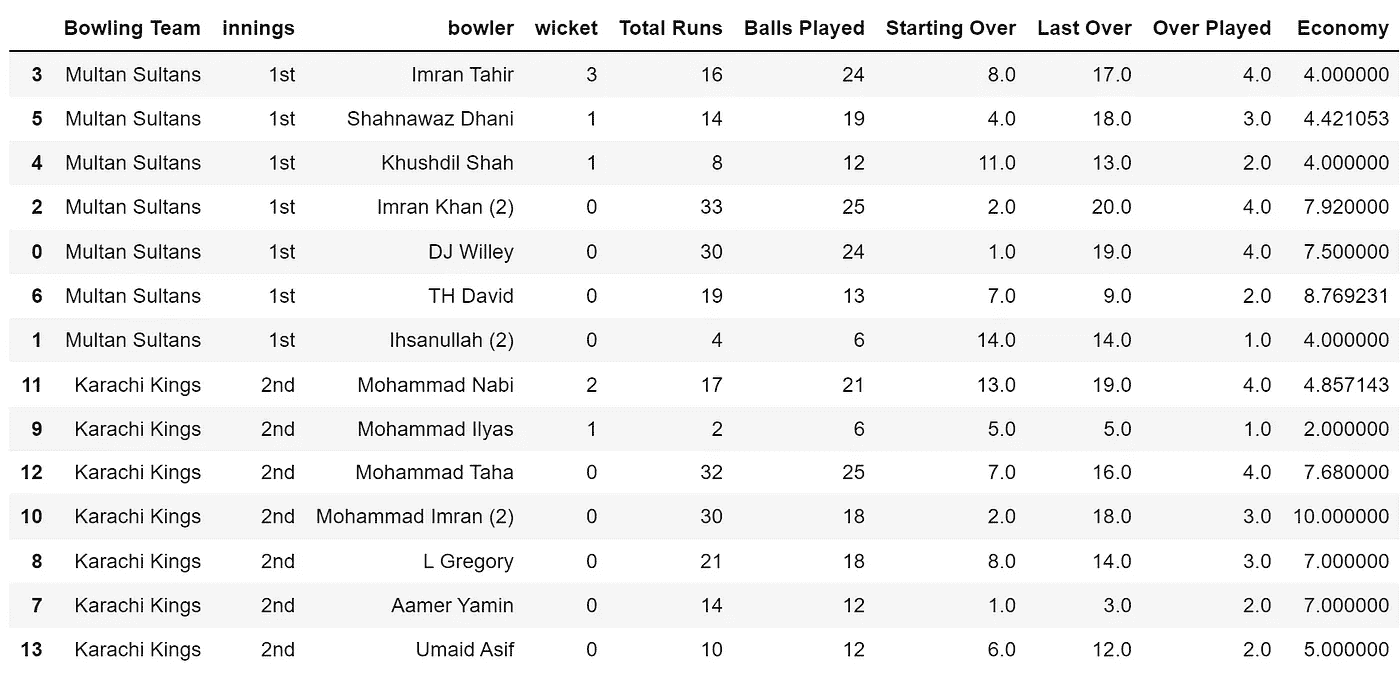 Bowling Team innings bowler wicket Total Runs Balls Played Starting Over Last Over Over Played Economy
3 Multan Sultans 1st Imran Tahir 3 16 24 8.0 17.0 4.0 4.000000
5 Multan Sultans 1st Shahnawaz Dhani 1 14 19 4.0 18.0 3.0 4.421053
4 Multan Sultans 1st Khushdil Shah 1 8 12 11.0 13.0 2.0 4.000000
2 Multan Sultans 1st Imran Khan (2) 0 33 25 2.0 20.0 4.0 7.920000
0 Multan Sultans 1st DJ Willey 0 30 24 1.0 19.0 4.0 7.500000
6 Multan Sultans 1st TH David 0 19 13 7.0 9.0 2.0 8.769231
1 Multan Sultans 1st Ihsanullah (2) 0 4 6 14.0 14.0 1.0 4.000000
11 Karachi Kings 2nd Mohammad Nabi 2 17 21 13.0 19.0 4.0 4.857143
9 Karachi Kings 2nd Mohammad Ilyas 1 2 6 5.0 5.0 1.0 2.000000
12 Karachi Kings 2nd Mohammad Taha 0 32 25 7.0 16.0 4.0 7.680000
10 Karachi Kings 2nd Mohammad Imran (2) 0 30 18 2.0 18.0 3.0 10.000000
8 Karachi Kings 2nd L Gregory 0 21 18 8.0 14.0 3.0 7.000000
7 Karachi Kings 2nd Aamer Yamin 0 14 12 1.0 3.0 2.0 7.000000
13 Karachi Kings 2nd Umaid Asif 0 10 12 6.0 12.0 2.0 5.000000